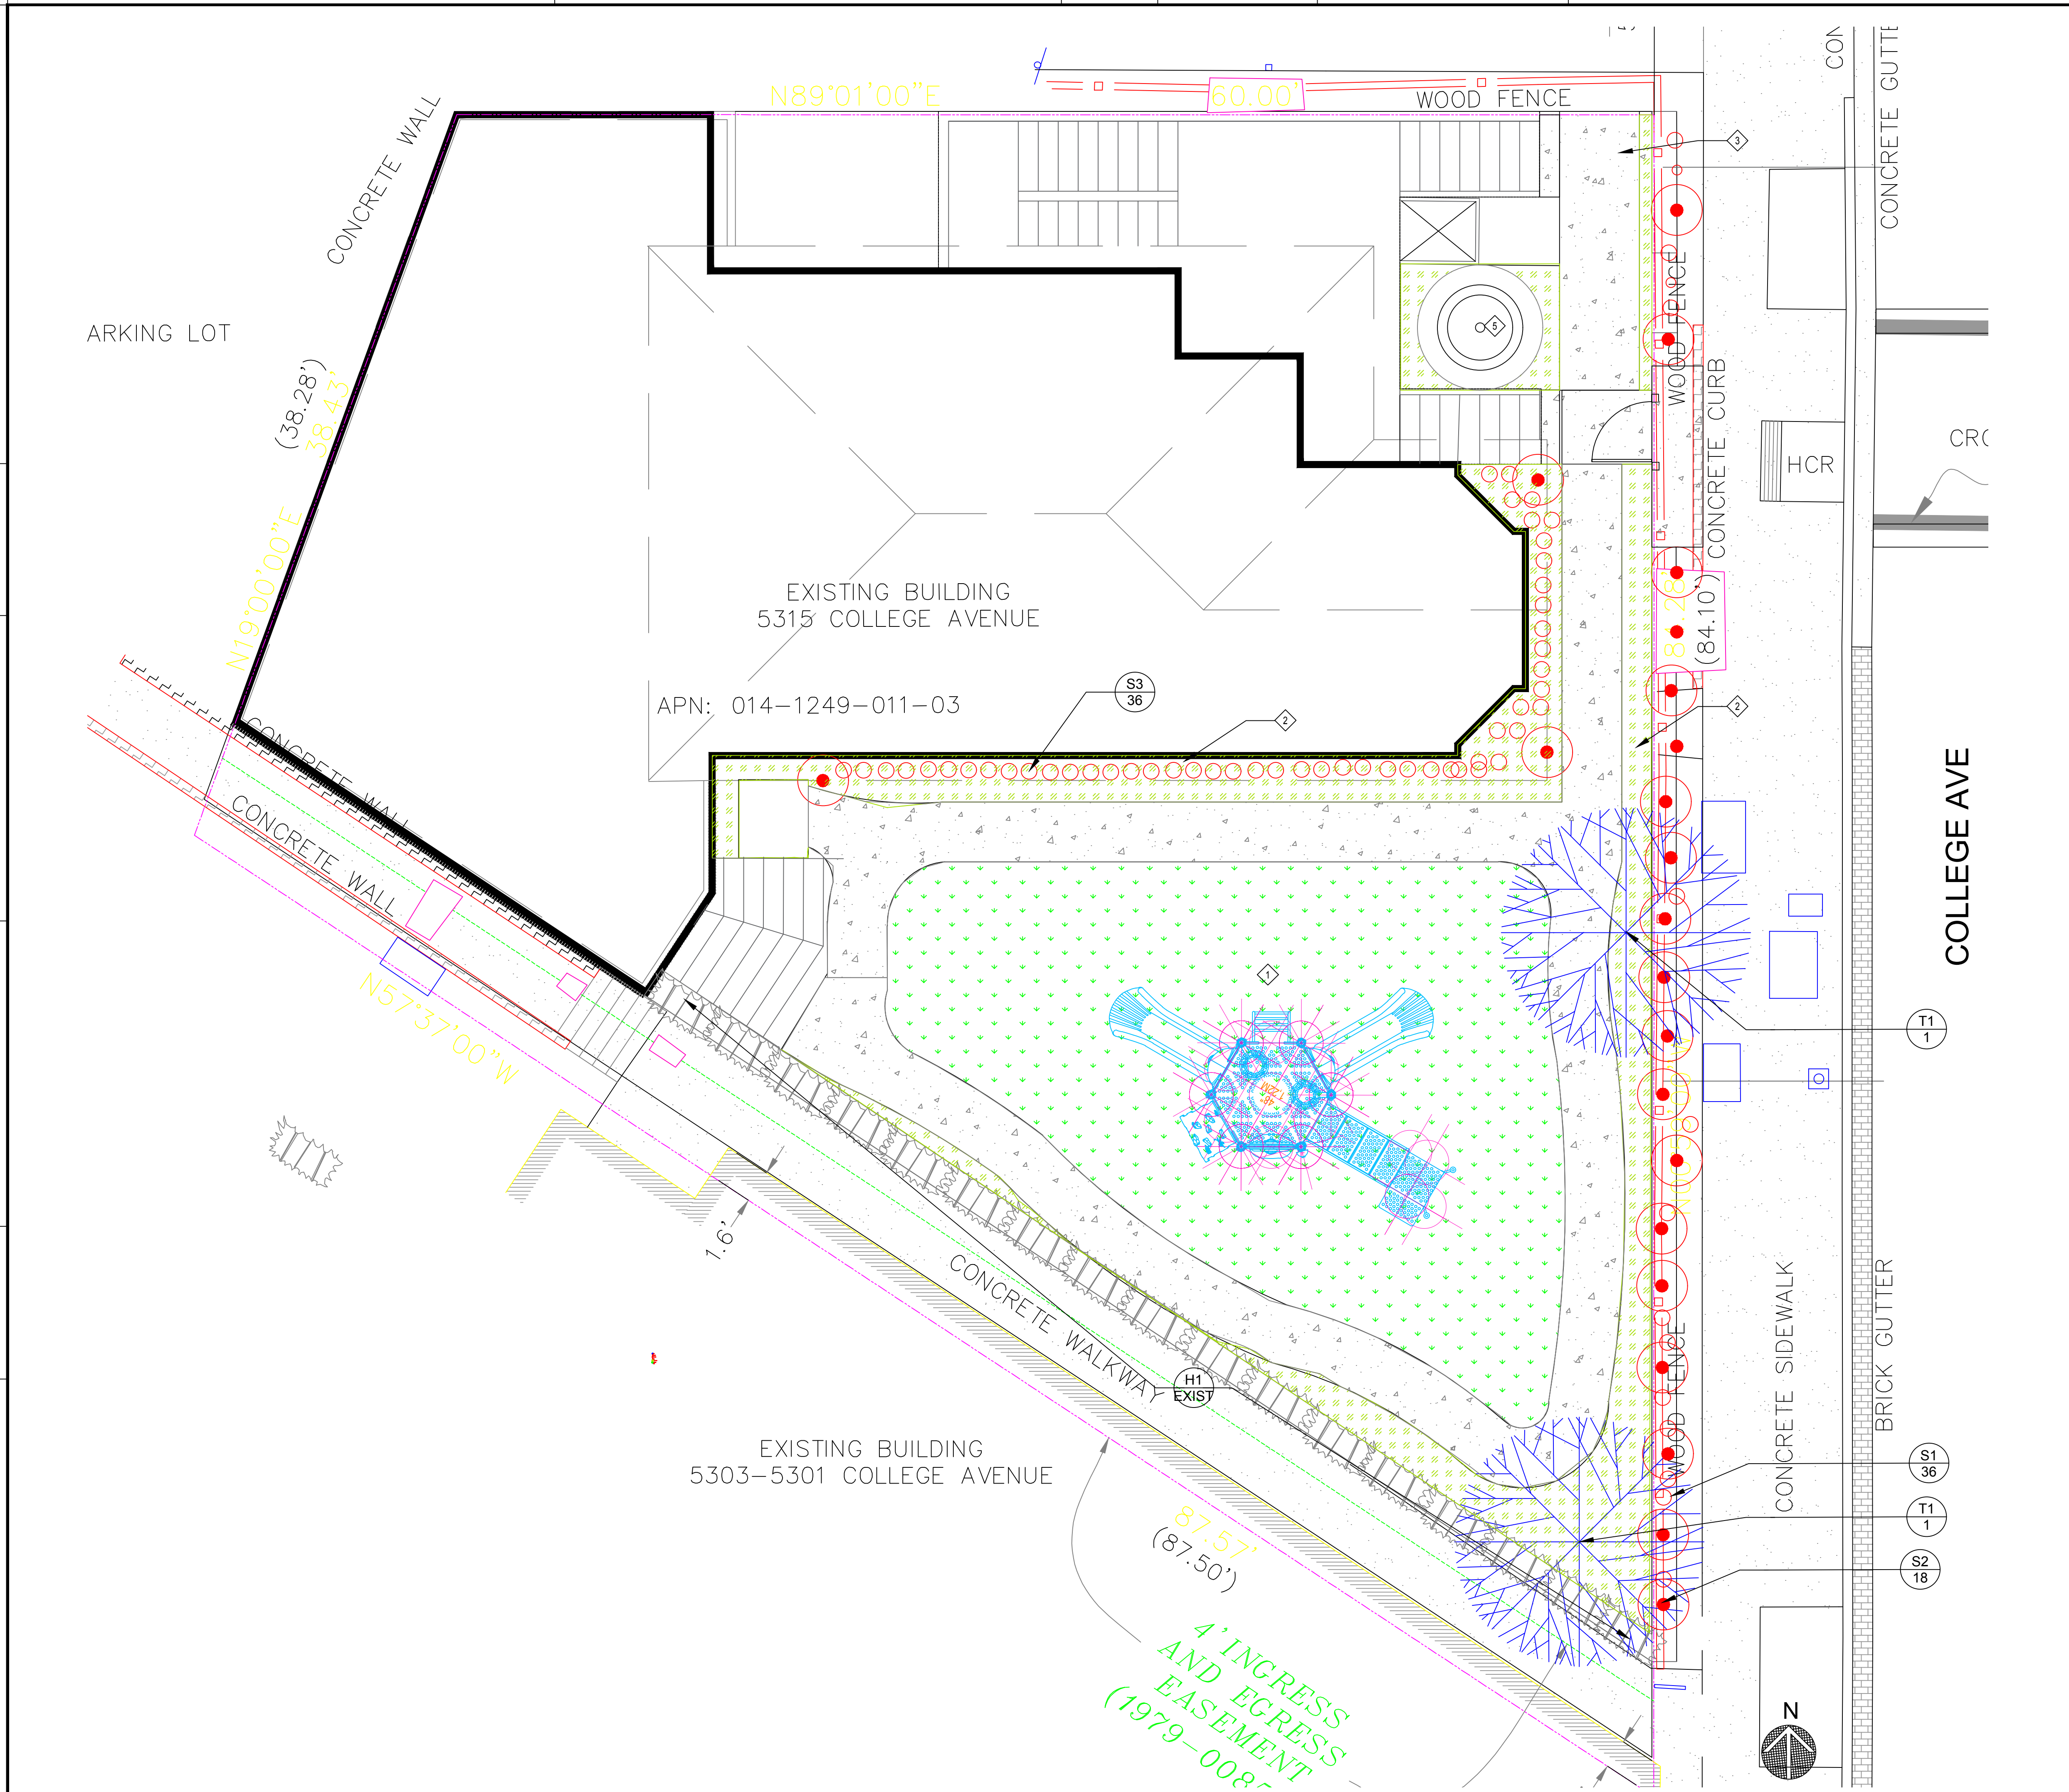 CONCRETE GUTTE
N89°01'00"E
60.00'
WOOD FENCE
CONCRETE WALL
3
ARKING LOT
5
WOOD FENCE
(38.28')
38.43'
CONCRETE CURB
HCR
N19°00'00"E
EXISTING BUILDING
5315 COLLEGE AVENUE
(84.10')
S3
36
APN: 014-1249-011-03
2
2
CONCRETE WALL
CONCRETE WALL
COLLEGE AVE
1
T1
1
N57°37'00"W
1.6'
CONCRETE WALKWAY
H1
EXIST
WOOD FENCE
CONCRETE SIDEWALK
BRICK GUTTER
EXISTING BUILDING
5303-5301 COLLEGE AVENUE
S1
36
T1
1
S2
18
87.57'
(87.50')
4' INGRESS
AND EGRESS
EASEMENT
N